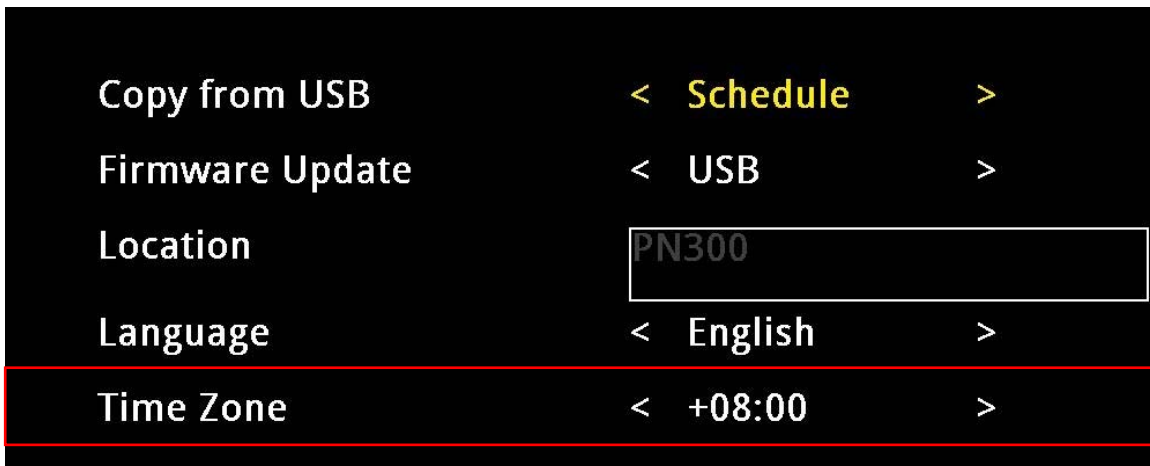 Copy from USB < Schedule >
Firmware Update < USB >
Location PN300
Language < English >
Time Zone < +08:00 >